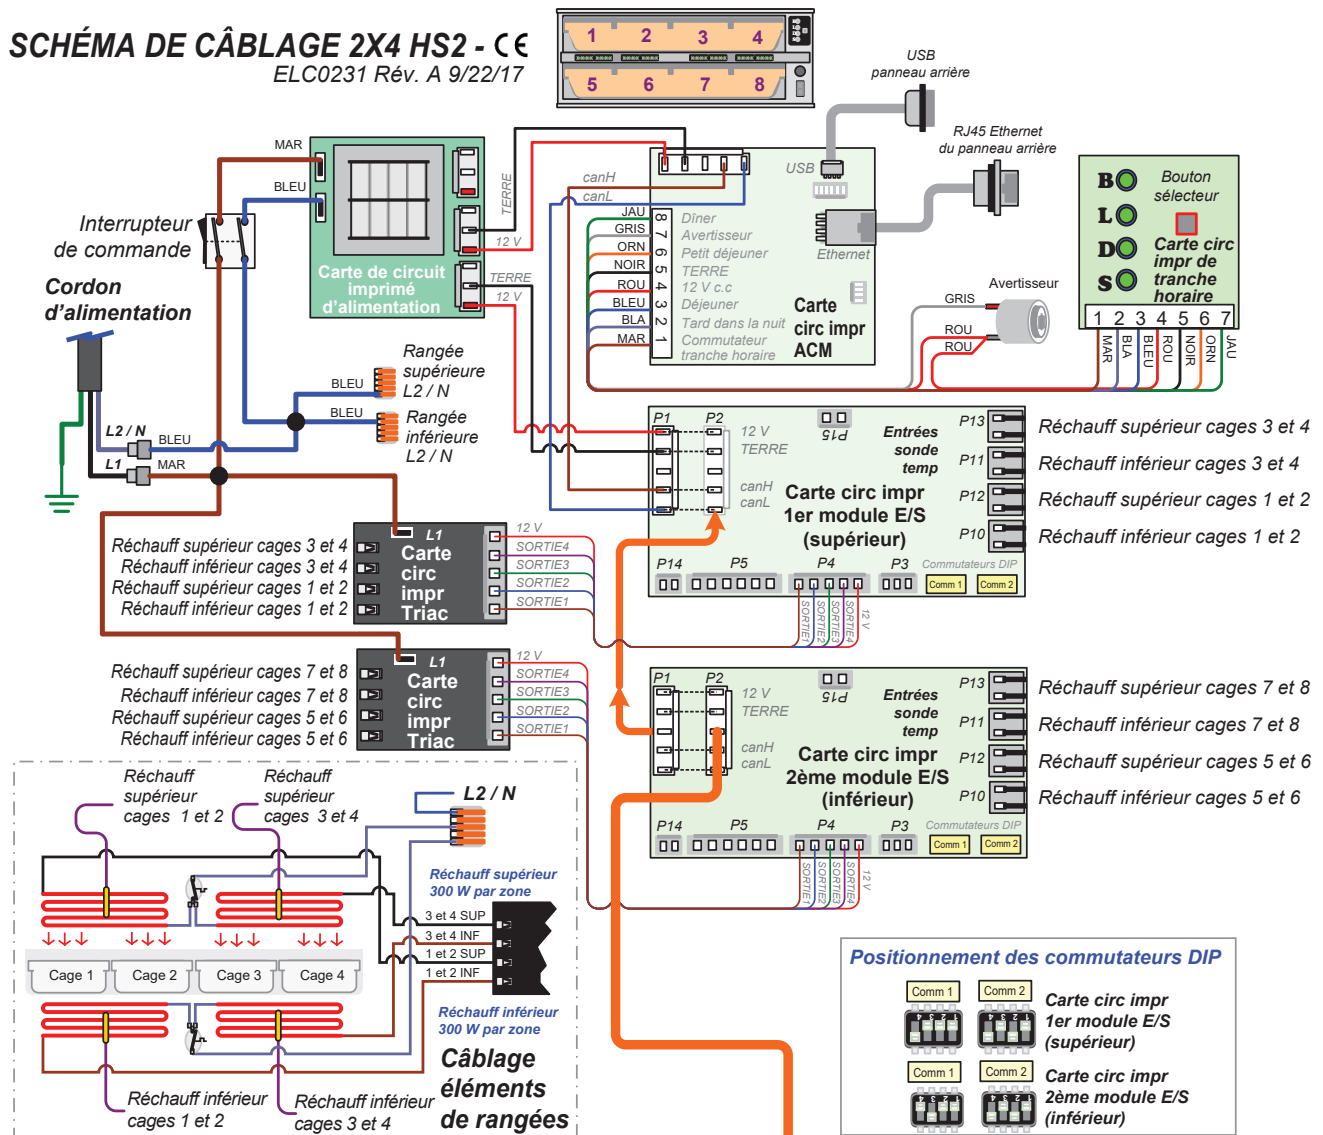 SCHÉMA DE CÂBLAGE 2X4 HS2 - CE
ELC0231 Rév. A 9/22/17
1 2 3 4
5 6 7 8
USB
panneau arrière
RJ45 Ethernet
du panneau arrière
MAR
BLEU
Interrupteur
de commande
Cordon
d'alimentation
Carte de circuit
imprimé
d'alimentation
TERRE
12 V
TERRE
12 V
canH
canL
USB
Ethernet
JAU 8 Dîner
GRIS 7 Avertisseur
ORN 6 Petit déjeuner
NOIR 5 TERRE
ROU 4 12 V c.c
BLEU 3 Déjeuner
BLA 2 Tard dans la nuit
MAR 1 Commutateur
tranche horaire
Carte
circ impr
ACM
Avertisseur
GRIS
ROU
ROU
B
L
D
S
Bouton
sélecteur
Carte circ
impr de
tranche
horaire
1 2 3 4 5 6 7
MAR BLA BLEU ROU NOIR ORN JAU
Rangée
supérieure
L2 / N
BLEU
BLEU
Rangée
inférieure
L2 / N
L2 / N
BLEU
L1
MAR
P1 P2
12 V
TERRE
canH
canL
P15
Entrées
sonde
temp
Carte circ impr
1er module E/S
(supérieur)
P13
P11
P12
P10
Réchauff supérieur cages 3 et 4
Réchauff inférieur cages 3 et 4
Réchauff supérieur cages 1 et 2
Réchauff inférieur cages 1 et 2
P14 P5 P4 P3
Commutateurs DIP
Comm 1 Comm 2
SORTIE1 SORTIE2 SORTIE3 SORTIE4 12 V
Réchauff supérieur cages 3 et 4
Réchauff inférieur cages 3 et 4
Réchauff supérieur cages 1 et 2
Réchauff inférieur cages 1 et 2
L1
Carte
circ
impr
Triac
12 V
SORTIE4
SORTIE3
SORTIE2
SORTIE1
Réchauff supérieur cages 7 et 8
Réchauff inférieur cages 7 et 8
Réchauff supérieur cages 5 et 6
Réchauff inférieur cages 5 et 6
L1
Carte
circ
impr
Triac
12 V
SORTIE4
SORTIE3
SORTIE2
SORTIE1
P1 P2
12 V
TERRE
canH
canL
P15
Entrées
sonde
temp
Carte circ impr
2ème module E/S
(inférieur)
P13
P11
P12
P10
Réchauff supérieur cages 7 et 8
Réchauff inférieur cages 7 et 8
Réchauff supérieur cages 5 et 6
Réchauff inférieur cages 5 et 6
P14 P5 P4 P3
Commutateurs DIP
Comm 1 Comm 2
SORTIE1 SORTIE2 SORTIE3 SORTIE4 12 V
Réchauff
supérieur
cages 1 et 2
Réchauff
supérieur
cages 3 et 4
L2 / N
Réchauff supérieur
300 W par zone
3 et 4 SUP
3 et 4 INF
1 et 2 SUP
1 et 2 INF
Cage 1 Cage 2 Cage 3 Cage 4
Réchauff inférieur
300 W par zone
Réchauff inférieur
cages 1 et 2
Réchauff inférieur
cages 3 et 4
Câblage
éléments
de rangées
Positionnement des commutateurs DIP
Comm 1 Comm 2
4 3 2 1 4 3 2 1
Carte circ impr
1er module E/S
(supérieur)
Comm 1 Comm 2
4 3 2 1 4 3 2 1
Carte circ impr
2ème module E/S
(inférieur)